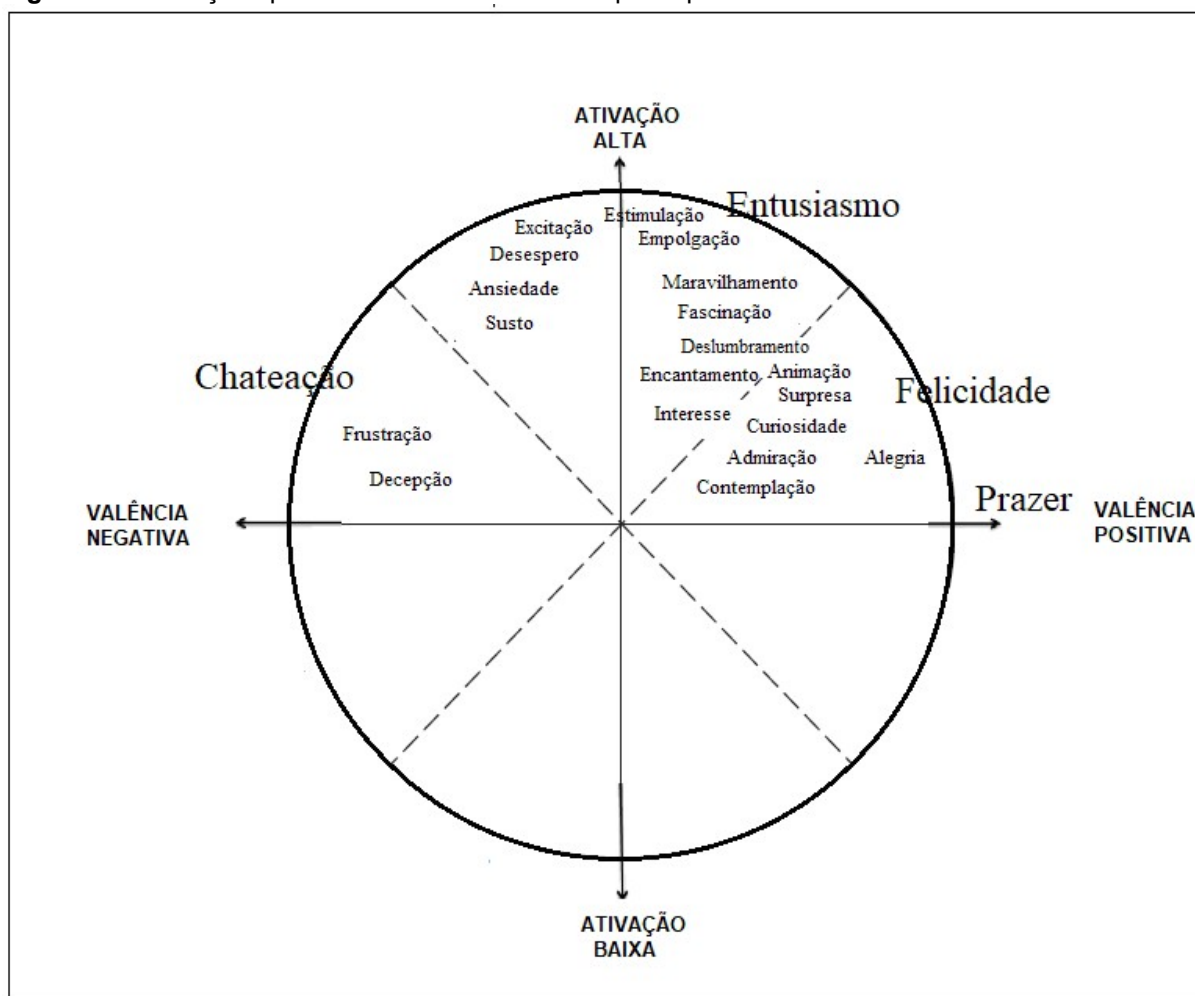 ATIVAÇÃO
ALTA
Entusiasmo
Estimulação
Excitação
Empolgação
Desespero
Maravilhamento
Ansiedade
Fascinação
Susto
Deslumbramento
Chateação
Encantamento
Animação
Felicidade
Surpresa
Interesse
Curiosidade
Frustração
Admiração
Alegria
Decepção
Contemplação
Prazer
VALÊNCIA
NEGATIVA
VALÊNCIA
POSITIVA
ATIVAÇÃO
BAIXA